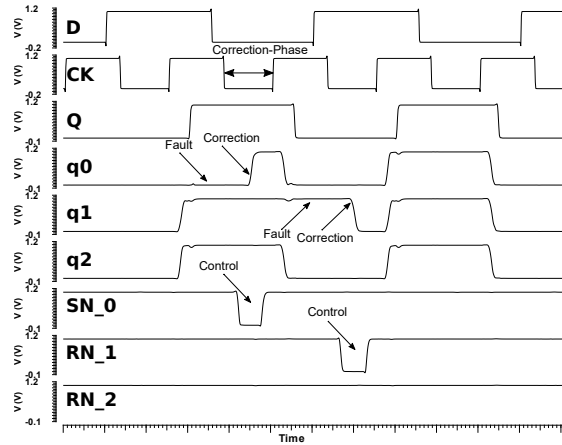 1.2
V (V)
-0.2
D
1.2
V (V)
-0.2
CK
Correction-Phase
1.2
V (V)
-0.1
Q
1.2
V (V)
-0.1
q0
Fault
Correction
1.2
V (V)
-0.1
q1
Fault
Correction
1.2
V (V)
-0.1
q2
Control
1.2
V (V)
-0.1
SN_0
Control
1.2
V (V)
-0.1
RN_1
1.2
V (V)
-0.1
RN_2
Time